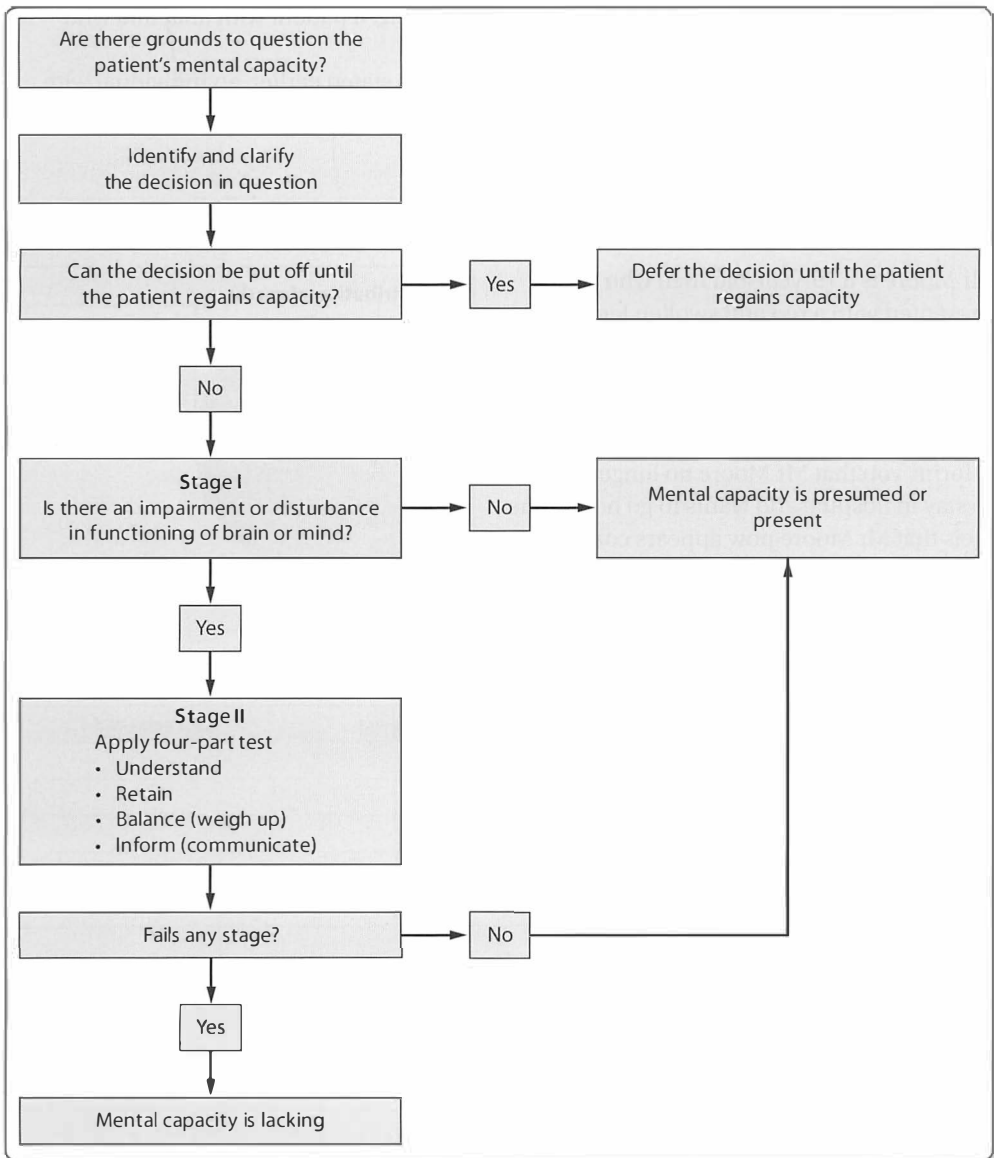 Are there grounds to question the
patient's mental capacity?
Identify and clarify
the decision in question
Can the decision be put off until
the patient regains capacity?
Yes
Defer the decision until the patient
regains capacity
No
Stage I
Is there an impairment or disturbance
in functioning of brain or mind?
No
Mental capacity is presumed or
present
Yes
Stage II
Apply four-part test
• Understand
• Retain
• Balance (weigh up)
• Inform (communicate)
Fails any stage?
No
Yes
Mental capacity is lacking